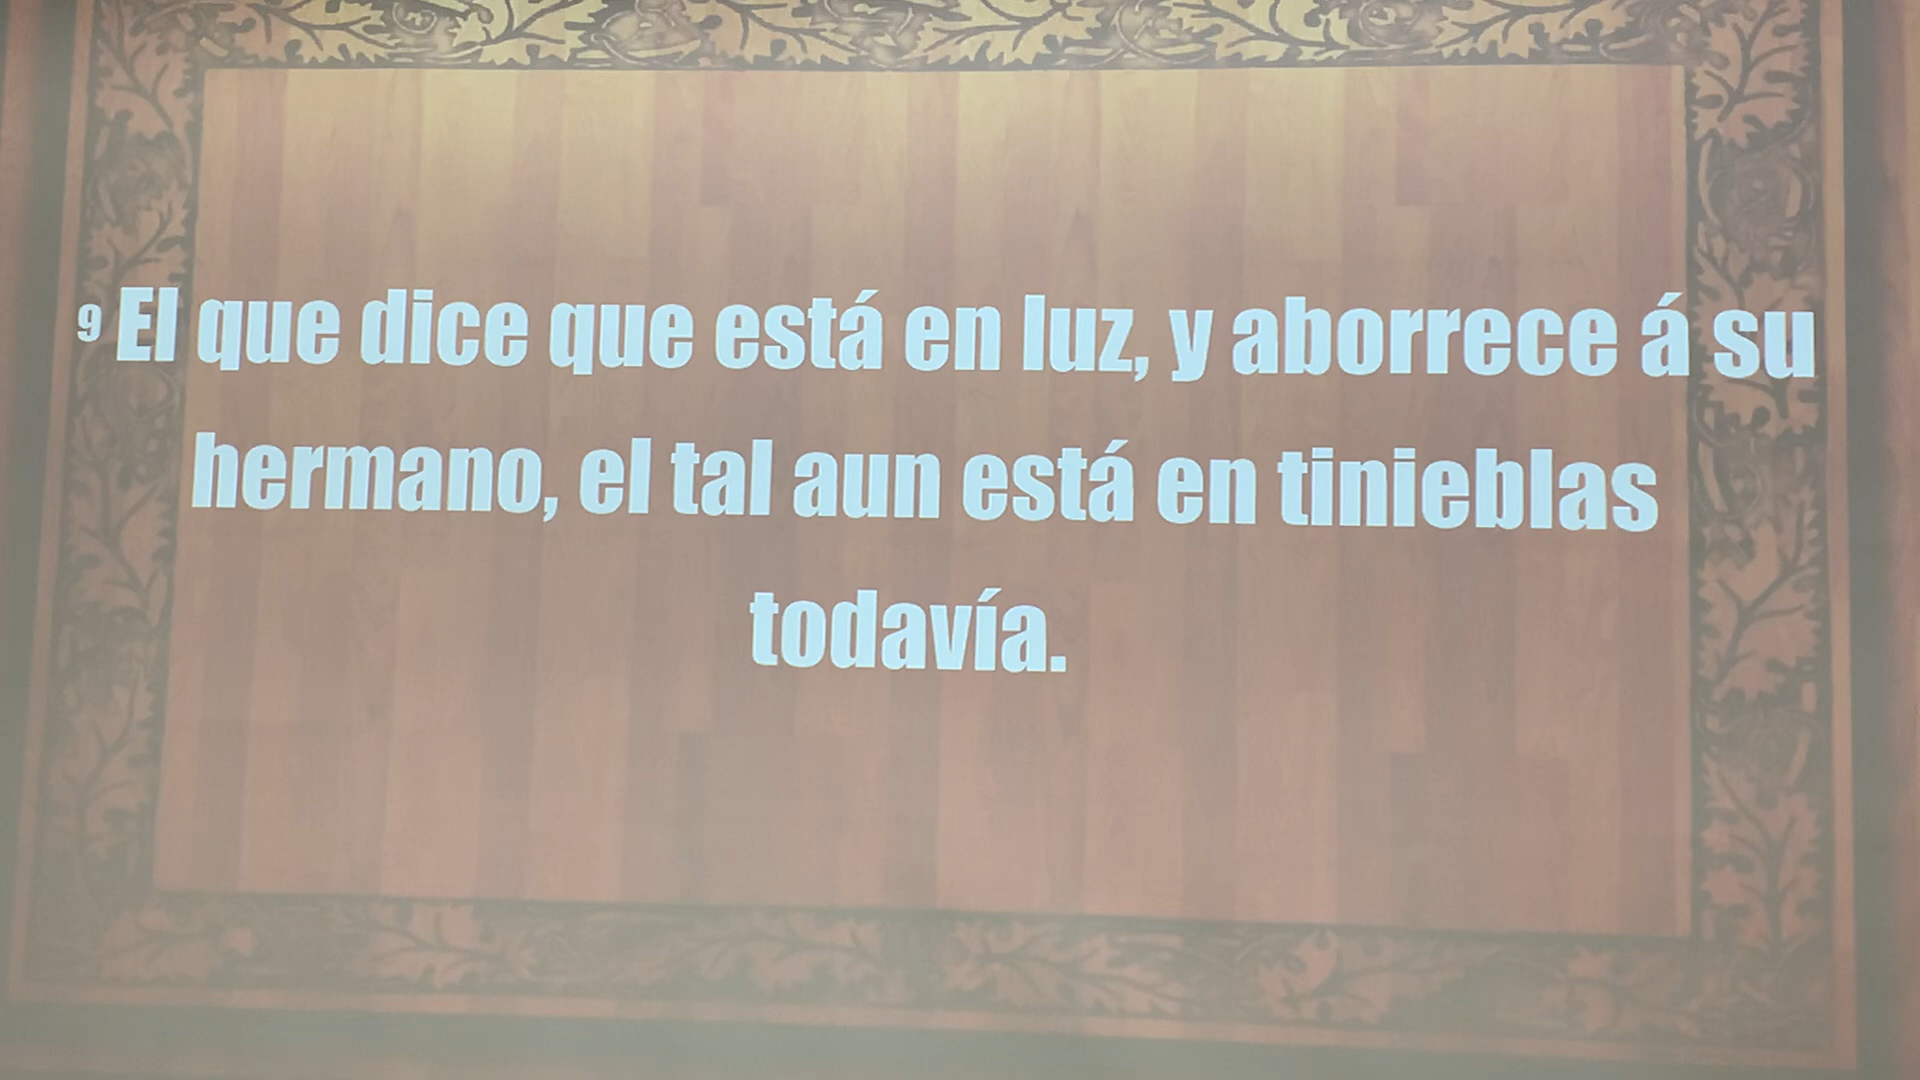 9 El que dice que está en luz, y aborrece á su
hermano, el tal aun está en tinieblas
todavía.